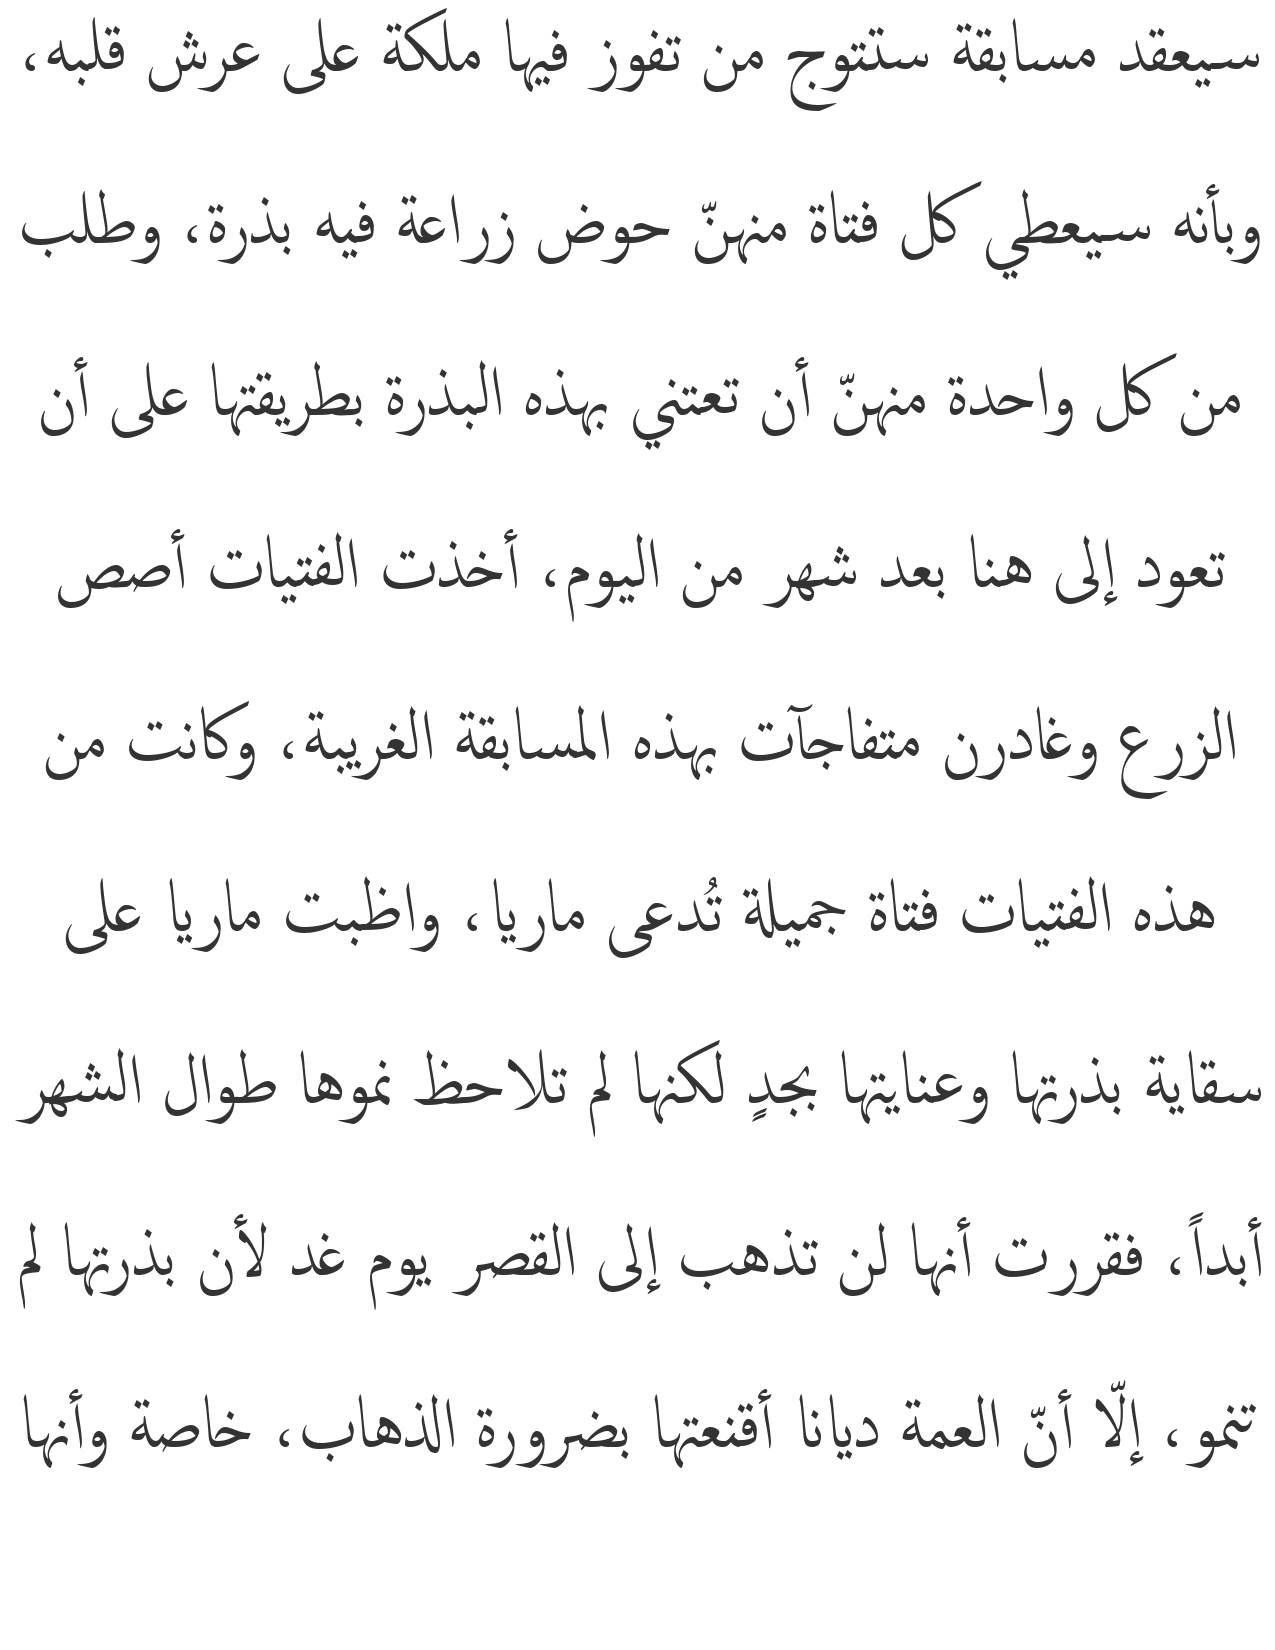 سيعقد مسابقة ستتوج من تفوز فيها ملكة على عرش قلبه،
وبأنه سيعطي كل فتاة منهنّ حوض زراعة فيه بذرة، وطلب
من كل واحدة منهنّ أن تعتني بهذه البذرة بطريقتها على أن
تعود إلى هنا بعد شهر من اليوم، أخذت الفتيات أصص
الزرع وغادرن متفاجآت بهذه المسابقة الغريبة، وكانت من
هذه الفتيات فتاة جميلة تُدعى ماريا، واظبت ماريا على
سقاية بذرتها وعنايتها بجدٍ لكنها لم تلاحظ نموها طوال الشهر
أبداً، فقررت أنها لن تذهب إلى القصر يوم غد لأن بذرتها لم
تنمو، إلّا أنّ العمة ديانا أقنعتها بضرورة الذهاب، خاصة وأنها